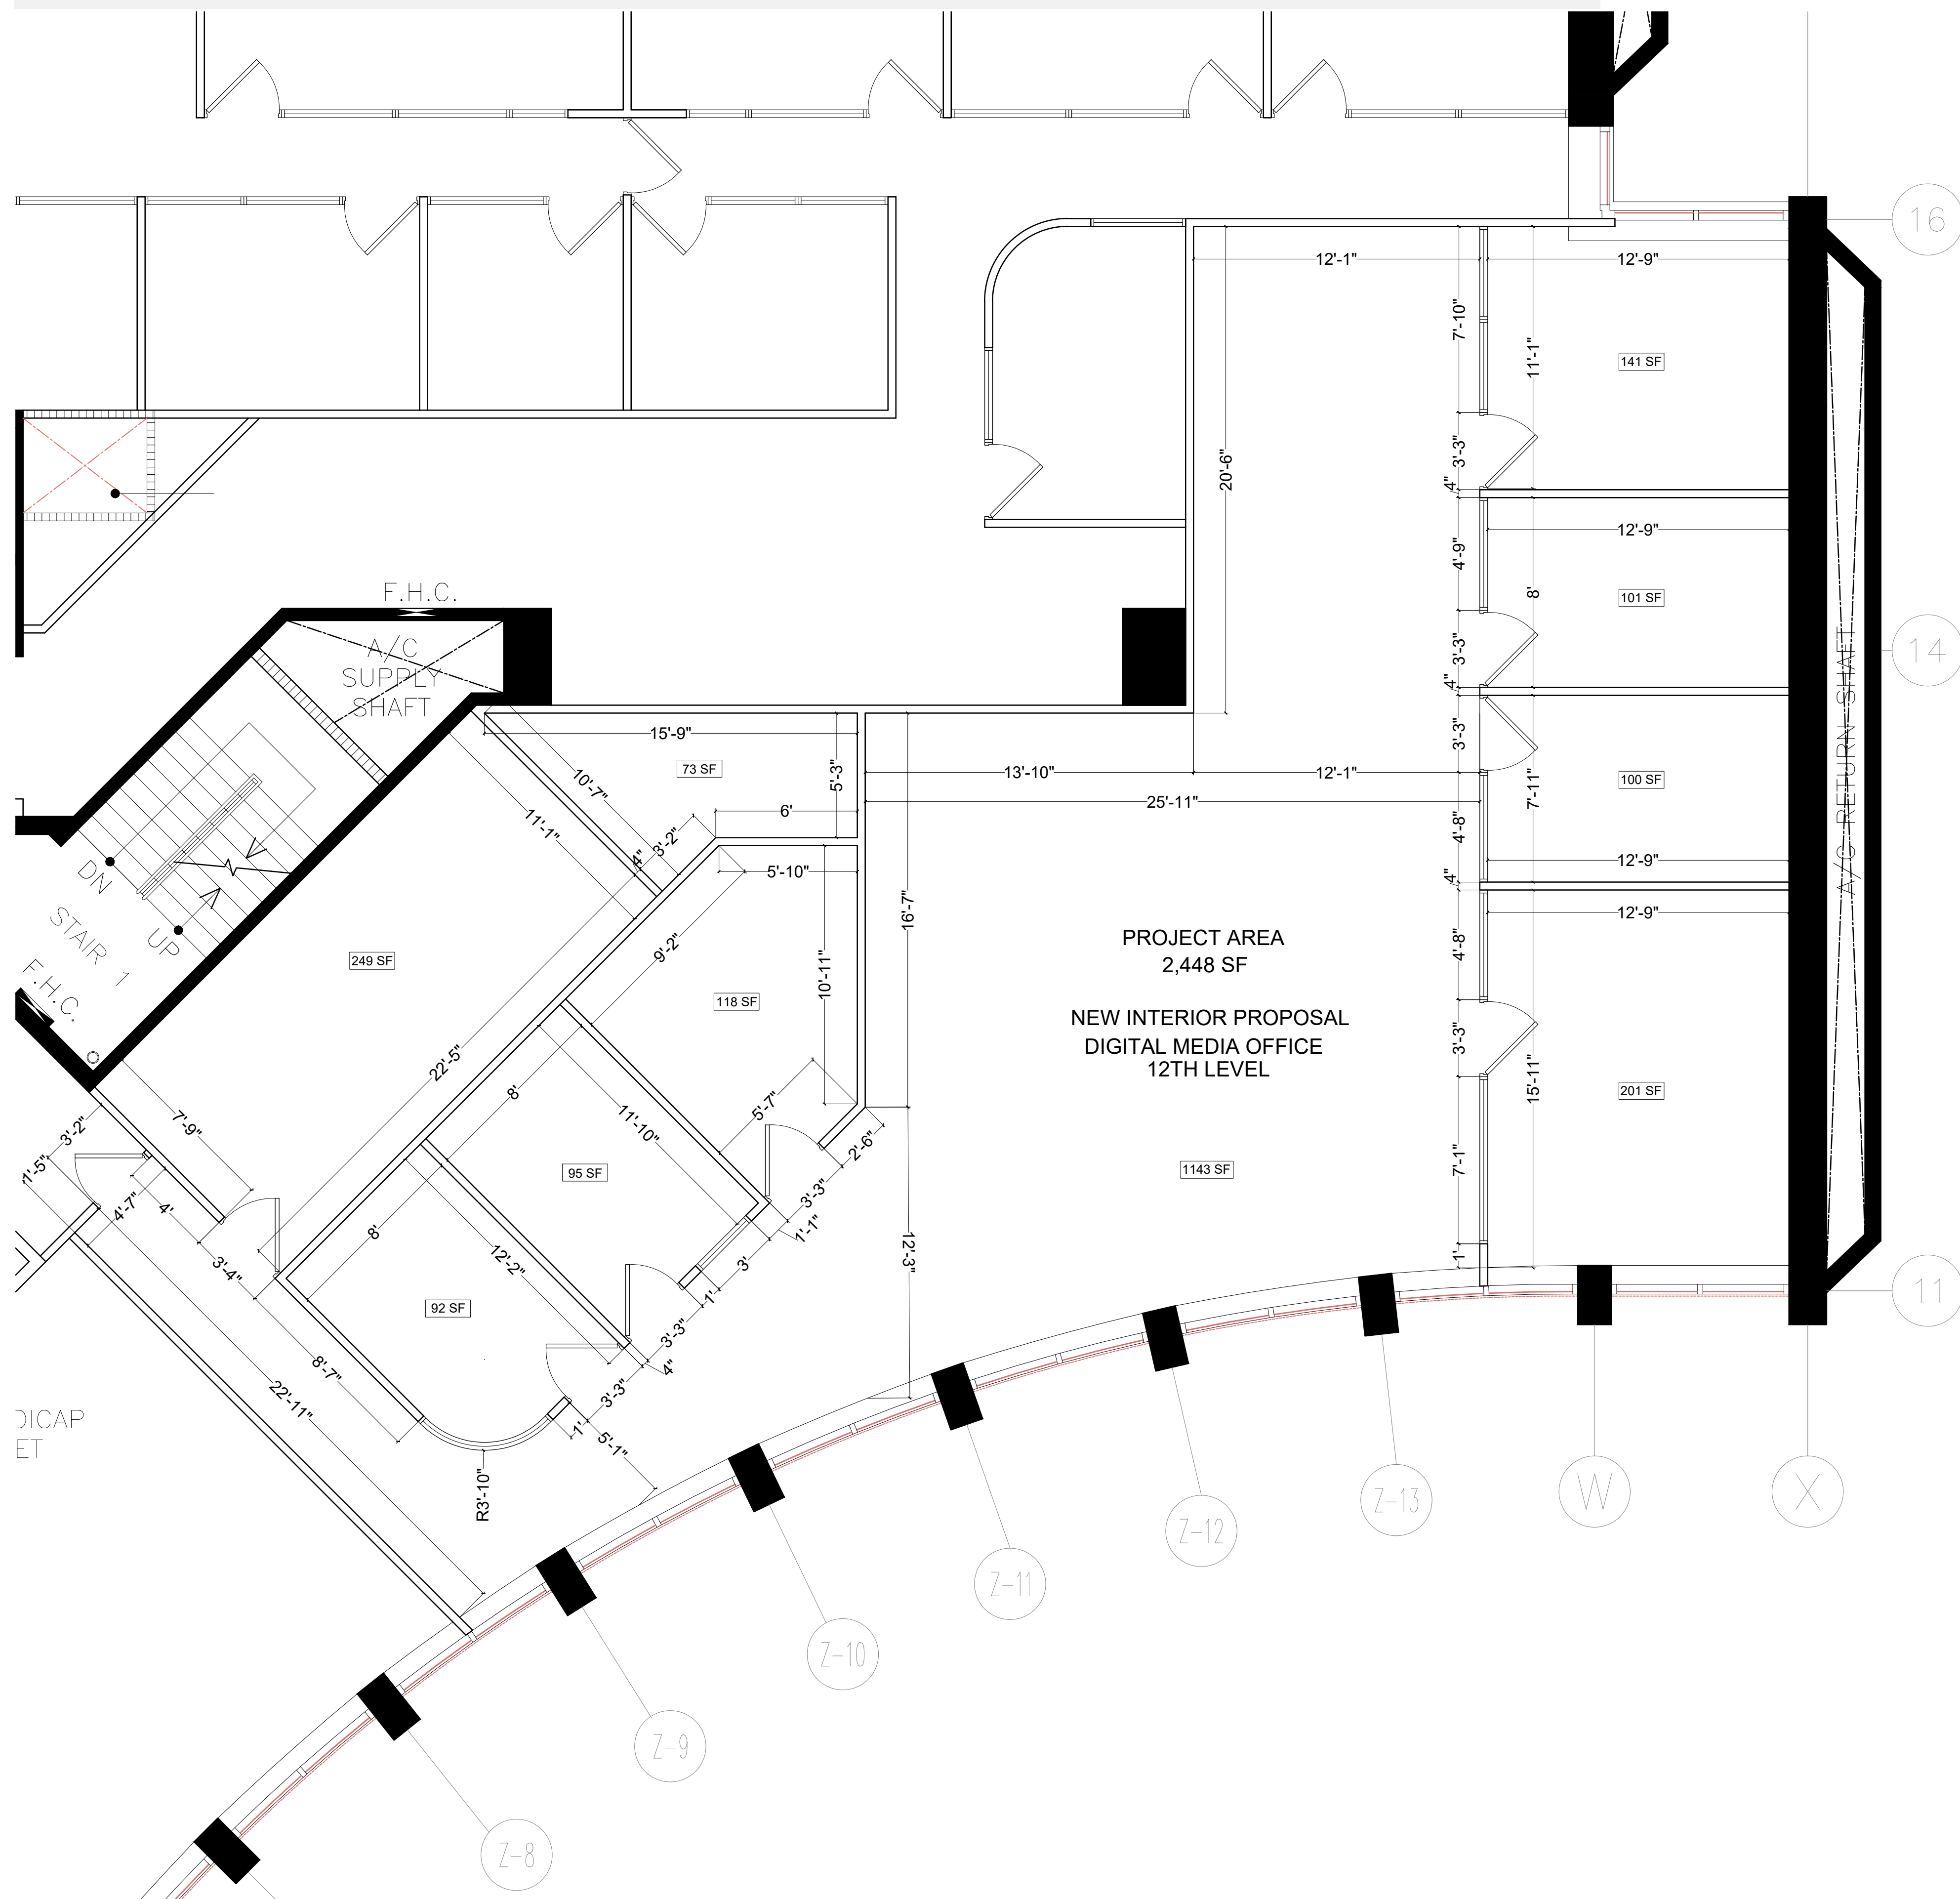 16
12'-1"
12'-9"
7'-10"
11'-1"
141 SF
3'-3"
20'-6"
4"
12'-9"
4'-9"
8'
101 SF
F.H.C.
A/C
SUPPLY
SHAFT
3'-3"
14
4"
15'-9"
3'-3"
73 SF
5'-3"
10'-7"
13'-10"
12'-1"
7'-11"
100 SF
A/C RETURN SHAFT
25'-11"
6'
11'-1"
3'-2"
4"
4'-8"
12'-9"
5'-10"
4"
DN
UP
STAIR 1
F.H.C.
16'-7"
12'-9"
4'-8"
9'-2"
249 SF
10'-11"
118 SF
PROJECT AREA
2,448 SF
NEW INTERIOR PROPOSAL
DIGITAL MEDIA OFFICE
12TH LEVEL
3'-3"
15'-11"
201 SF
22'-5"
8'
5'-7"
11'-10"
7'-9"
3'-2"
1'-5"
2'-6"
7'-1"
95 SF
1143 SF
4'-7"
4'
3'-3"
1'-1"
8'
12'-2"
12'-3"
1'
3'-4"
3'
1'
11
92 SF
3'-3"
4"
8'-7"
3'-3"
22'-11"
1'
5'-1"
DICAP
ET
R3'-10"
W
X
Z-13
Z-12
Z-11
Z-10
Z-9
Z-8